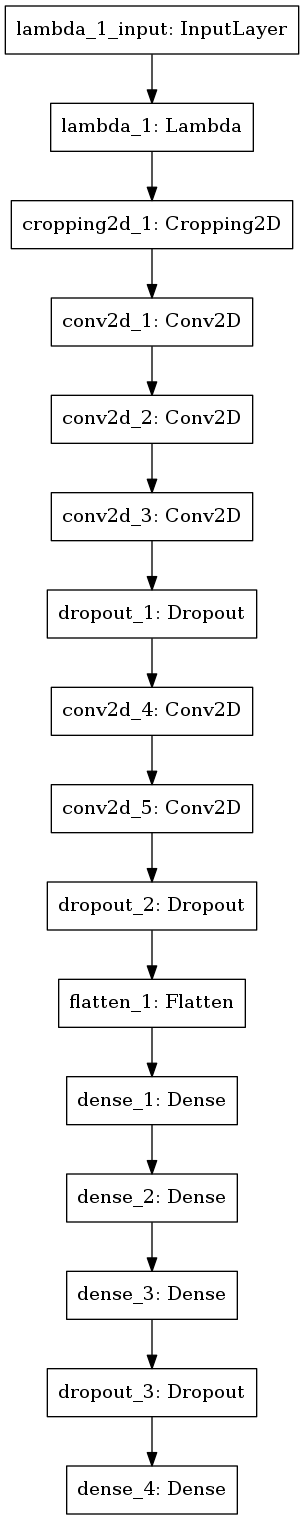 lambda_1_input: InputLayer
lambda_1: Lambda
cropping2d_1: Cropping2D
conv2d_1: Conv2D
conv2d_2: Conv2D
conv2d_3: Conv2D
dropout_1: Dropout
conv2d_4: Conv2D
conv2d_5: Conv2D
dropout_2: Dropout
flatten_1: Flatten
dense_1: Dense
dense_2: Dense
dense_3: Dense
dropout_3: Dropout
dense_4: Dense